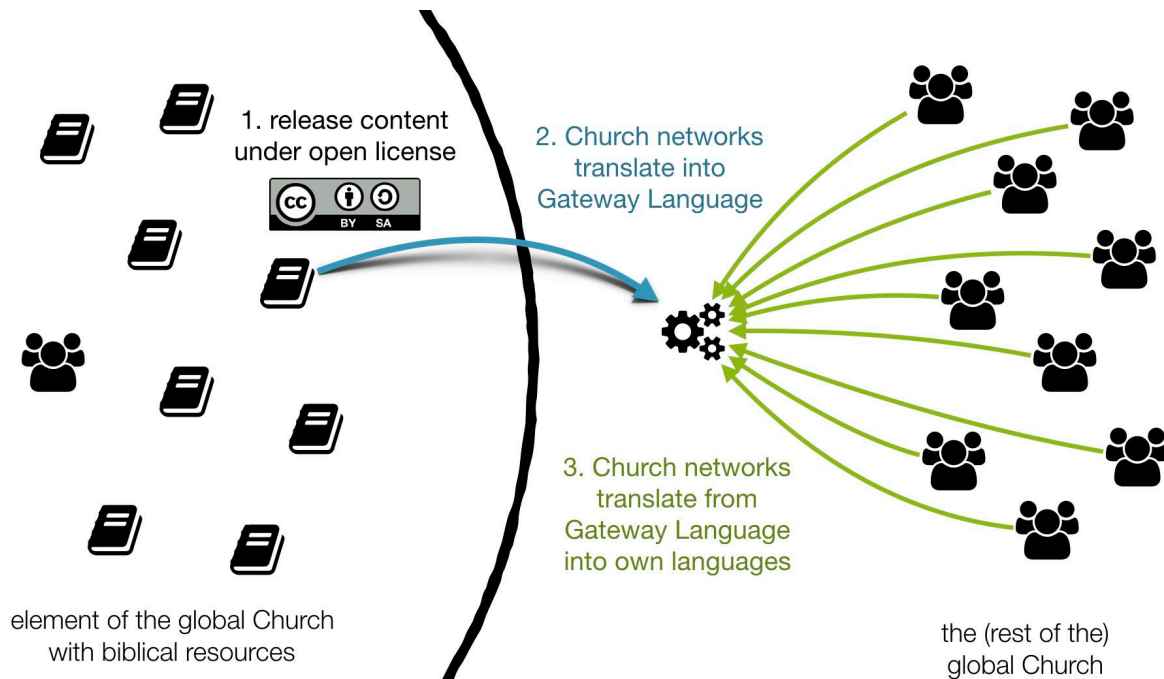 1. release content
under open license
cc
BY SA
2. Church networks
translate into
Gateway Language
3. Church networks
translate from
Gateway Language
into own languages
element of the global Church
with biblical resources
the (rest of the)
global Church